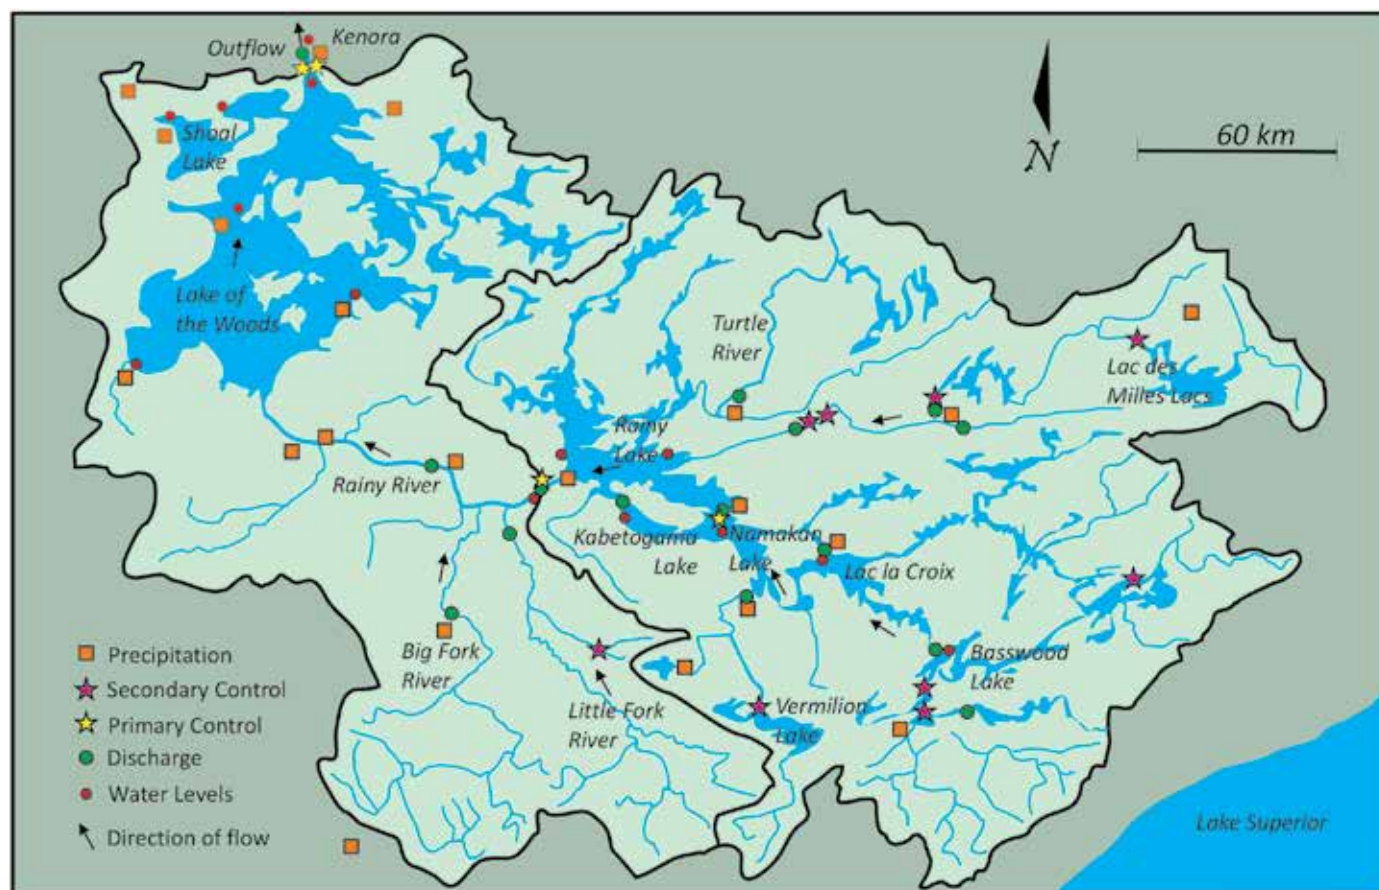 Outflow
Kenora
60 km
N
Shoal
Lake
Lake of
the Woods
Turtle
River
Lac des
Milles Lacs
Rainy
Lake
Rainy River
Kabetogama
Lake
Namakan
Lake
Lac la Croix
Big Fork
River
Basswood
Lake
Little Fork
River
Vermilion
Lake
Lake Superior
Precipitation
Secondary Control
Primary Control
Discharge
Water Levels
Direction of flow